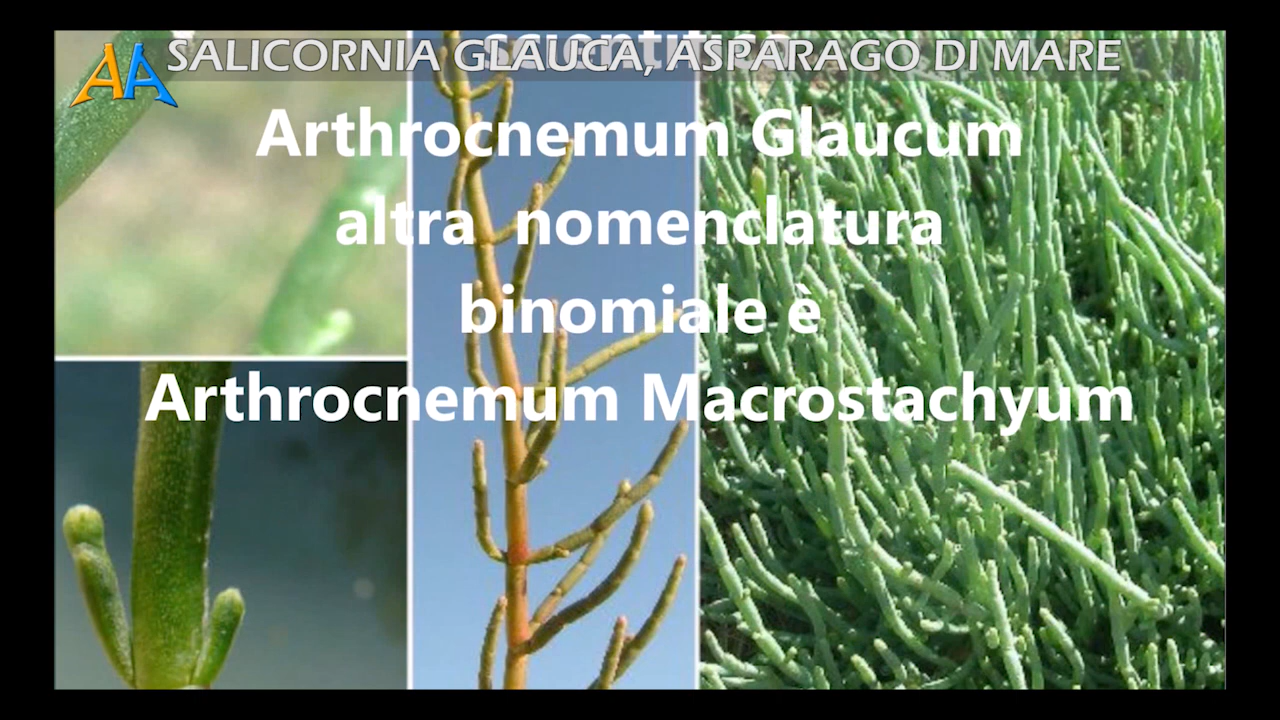 AA SALICORNIA GLAUCA, ASPARAGO DI MARE
Arthrocnemum Glaucum
altra nomenclatura
binomiale è
Arthrocnemum Macrostachyum